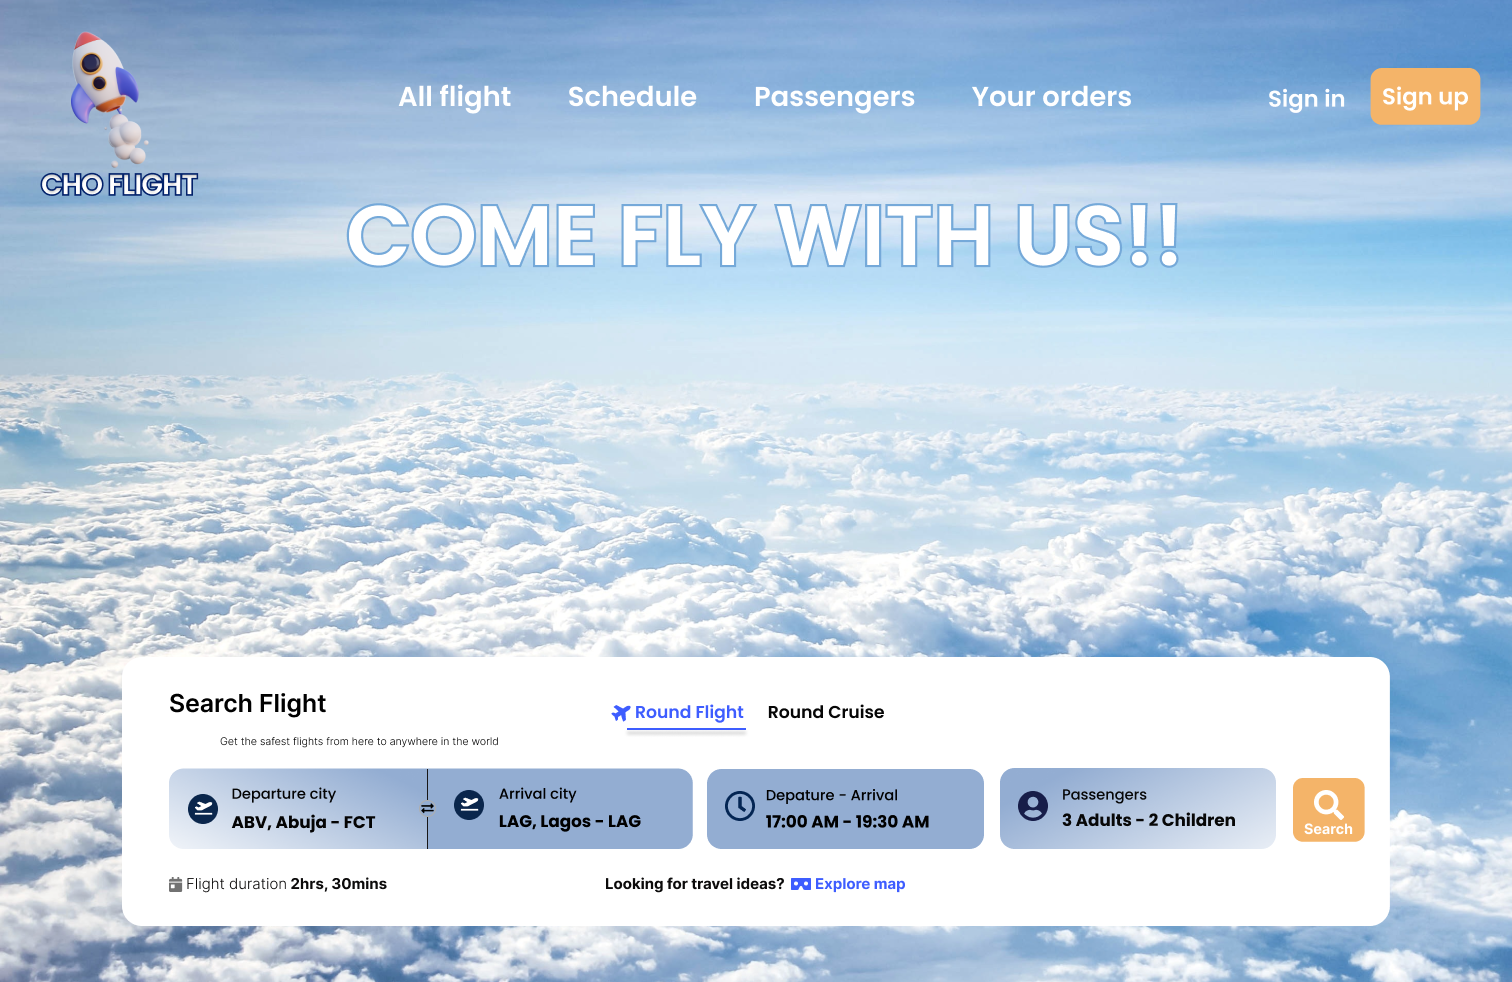 All flight
Schedule
Passengers
Your orders
Sign in
Sign up
CHO FLIGHT
COME FLY WITH US!!
Search Flight
Round Flight
Round Cruise
Get the safest flights from here to anywhere in the world
Departure city
ABV, Abuja - FCT
Arrival city
LAG, Lagos - LAG
Depature - Arrival
17:00 AM - 19:30 AM
Passengers
3 Adults - 2 Children
Search
Flight duration 2hrs, 30mins
Looking for travel ideas? Explore map